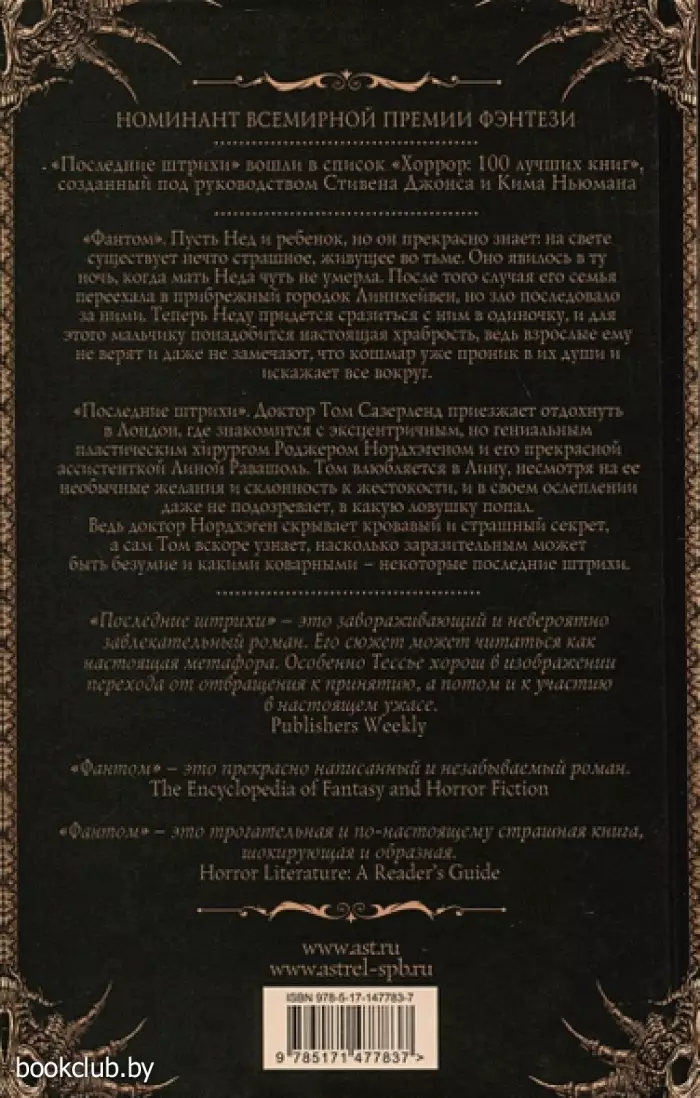 НОМИНАНТ ВСЕМИРНОЙ ПРЕМИИ ФЭНТЕЗИ
«Последние штрихи» вошли в список «Хоррор: 100 лучших книг»,
созданный под руководством Стивена Джонса и Кима Ньюмана
«Фантом». Пусть Нед и ребенок, но он прекрасно знает: на свете
существует нечто страшное, живущее во тьме. Оно явилось в ту
ночь, когда мать Неда чуть не умерла. После того случая его семья
переехала в прибрежный городок Линнхейвен, но зло последовало
за ними. Теперь Неду придется сразиться с ним в одиночку, и для
этого мальчику понадобится настоящая храбрость, ведь взрослые ему
не верят и даже не замечают, что кошмар уже проник в их души и
искажает все вокруг.
«Последние штрихи». Доктор Том Сазерленд приезжает отдохнуть
в Лондон, где знакомится с эксцентричным, но гениальным
пластическим хирургом Роджером Нордхэгеном и его прекрасной
ассистенткой Линой Равашоль. Том влюбляется в Лину, несмотря на ее
необычные желания и склонность к жестокости, и в своем ослеплении
даже не подозревает, в какую ловушку попал.
Ведь доктор Нордхэген скрывает кровавый и страшный секрет,
а сам Том вскоре узнает, насколько заразительным может
быть безумие и какими коварными – некоторые последние штрихи.
«Последние штрихи» – это завораживающий и невероятно
завлекательный роман. Его сюжет может читаться как
настоящая метафора. Особенно Тессье хорош в изображении
перехода от отвращения к принятию, а потом и к участию
в настоящем ужасе.
Publishers Weekly
«Фантом» – это прекрасно написанный и незабываемый роман.
The Encyclopedia of Fantasy and Horror Fiction
«Фантом» – это трогательная и по-настоящему страшная книга,
шокирующая и образная.
Horror Literature: A Reader's Guide
www.ast.ru
www.astrel-spb.ru
ISBN 978-5-17-147783-7
9 785171 477837>
bookclub.by